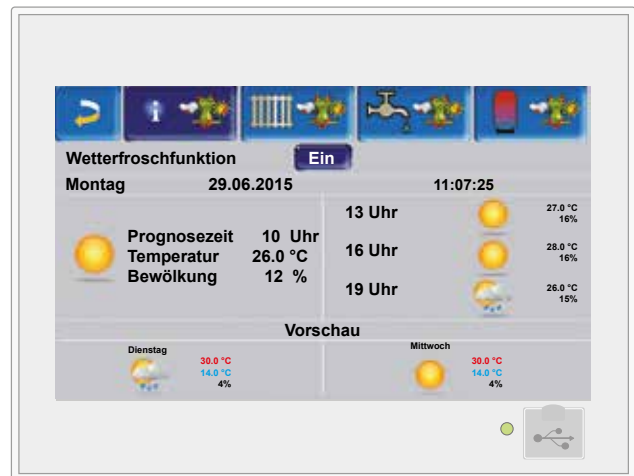 Wetterfroschfunktion Ein
Montag 29.06.2015 11:07:25
Prognosezeit 10 Uhr
Temperatur 26.0 °C
Bewölkung 12 %
13 Uhr 27.0 °C
16%
16 Uhr 28.0 °C
16%
19 Uhr 26.0 °C
15%
Vorschau
Dienstag
30.0 °C
14.0 °C
4%
Mittwoch
30.0 °C
14.0 °C
4%